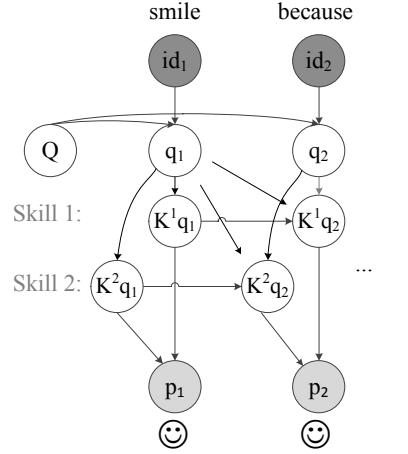 smile because
id₁ id₂
Q q₁ q₂
Skill 1: K¹q₁ K¹q₂
...
Skill 2: K²q₁ K²q₂
p₁ p₂